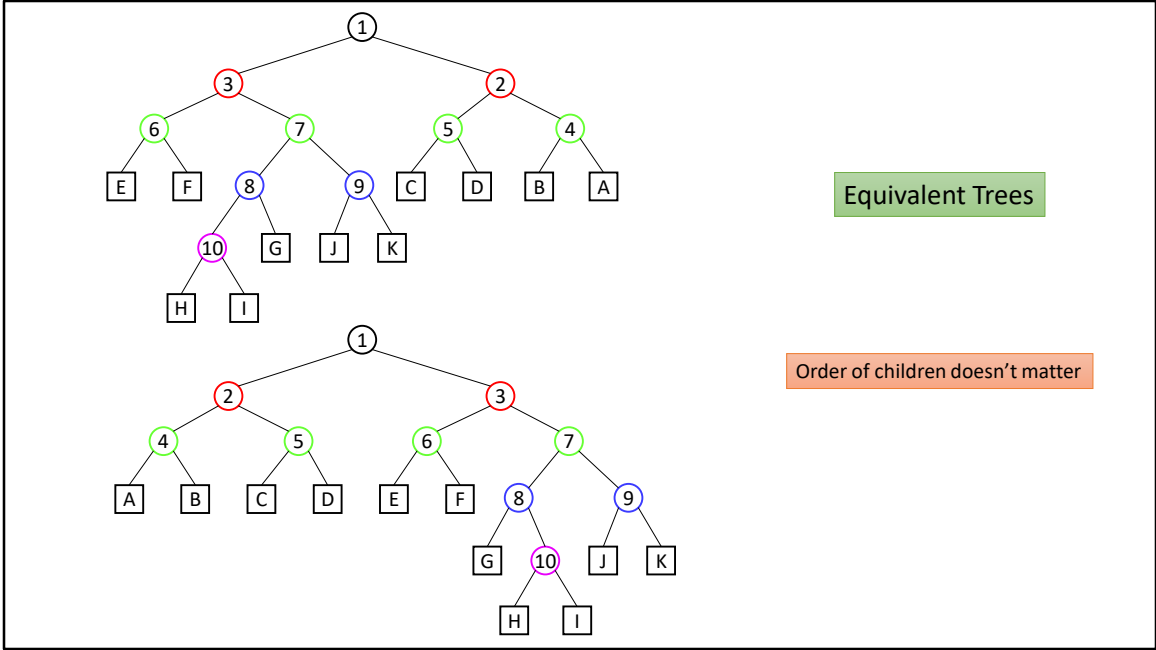 1
3 2
6 7 5 4
E F 8 9 C D B A
10 G J K
H I
Equivalent Trees
1
Order of children doesn't matter
2 3
4 5 6 7
A B C D E F 8 9
G 10 J K
H I